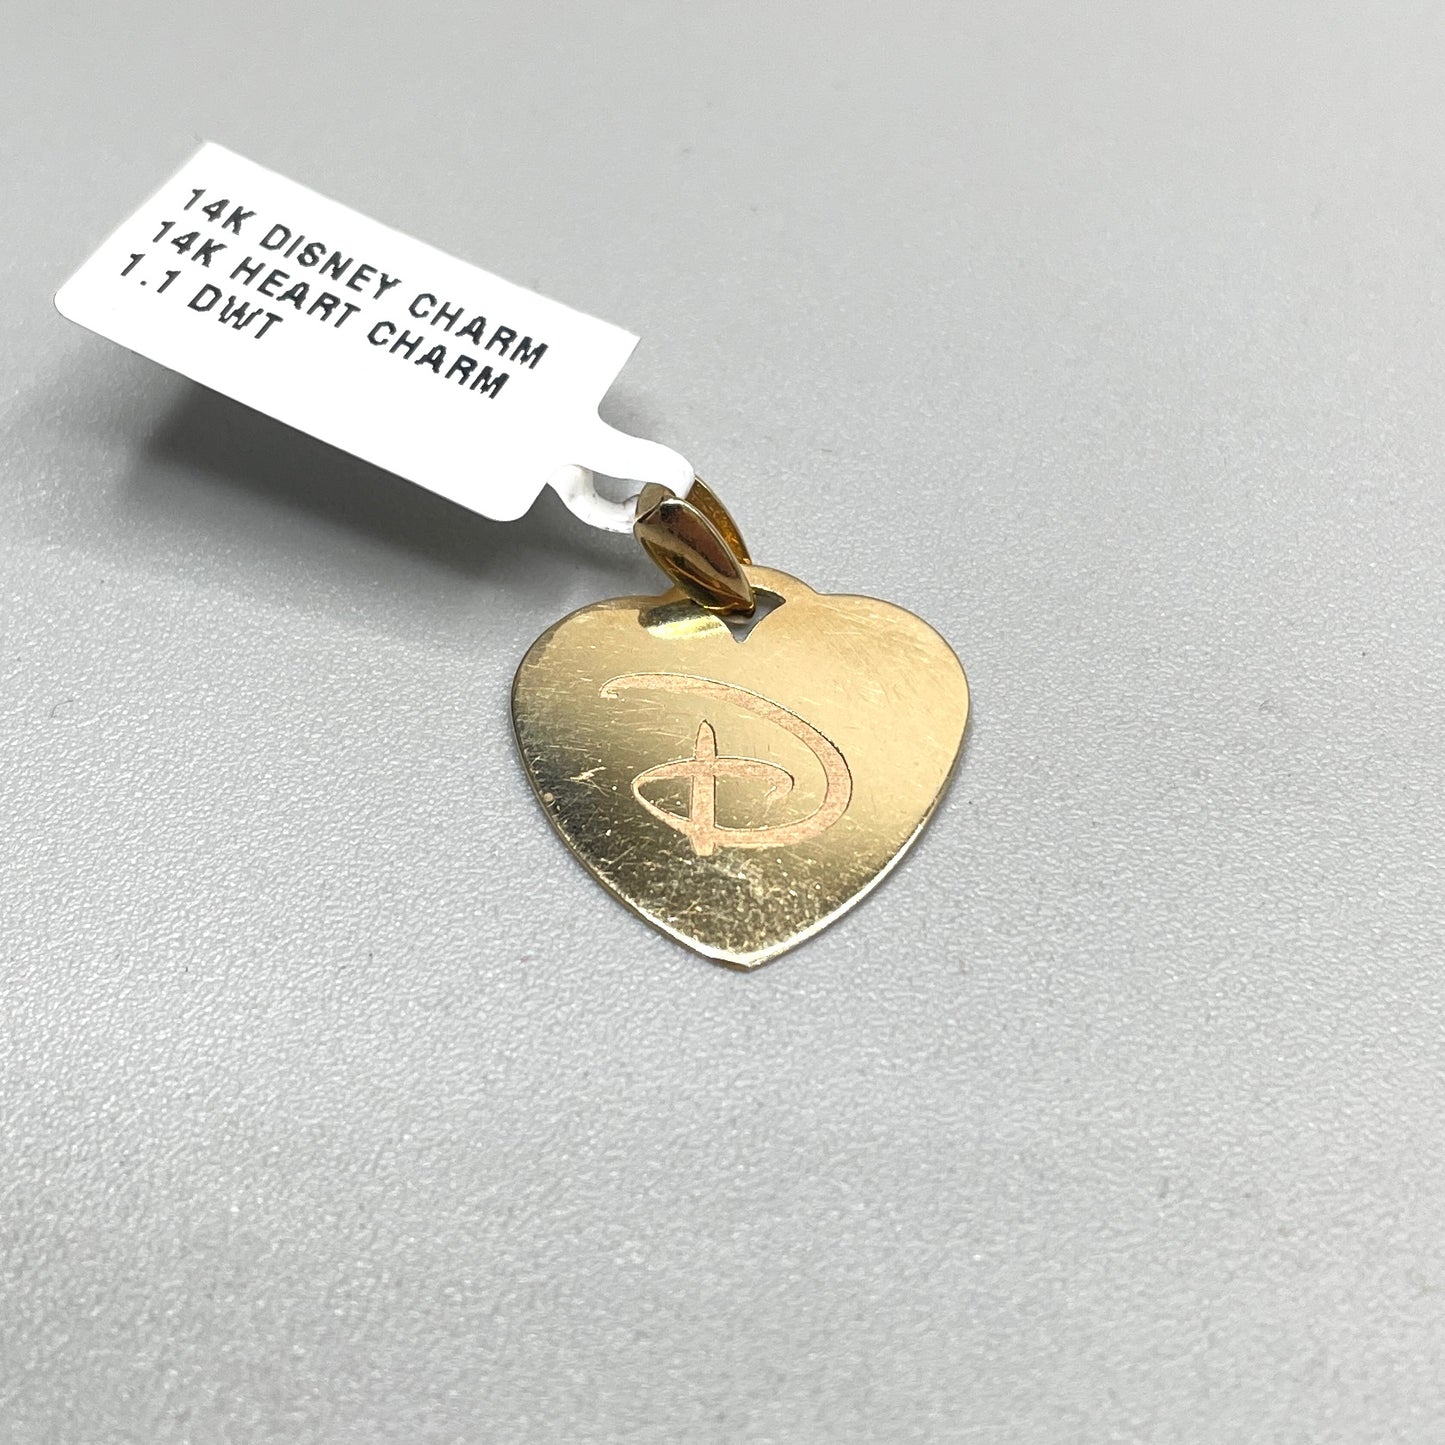 14K DISNEY CHARM
14K HEART CHARM
1.1 DWT
D